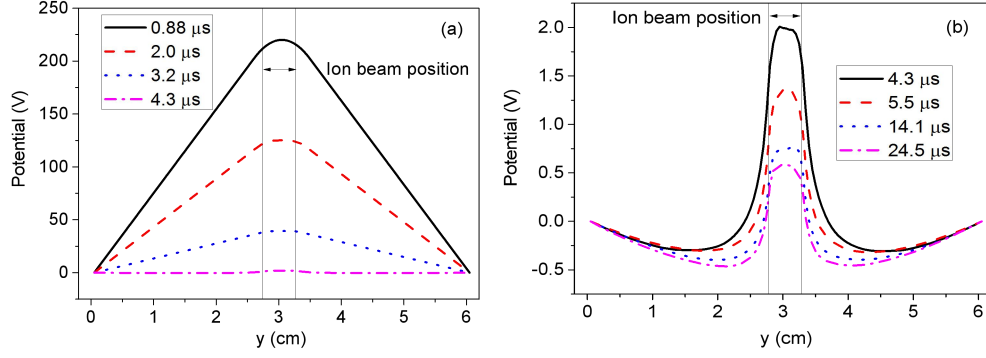 (a)
0.88 μs
2.0 μs
3.2 μs
4.3 μs
Ion beam position
Potential (V)
250
200
150
100
50
0
0 1 2 3 4 5 6
y (cm)
Ion beam position
(b)
4.3 μs
5.5 μs
14.1 μs
24.5 μs
Potential (V)
2.0
1.5
1.0
0.5
0.0
-0.5
0 1 2 3 4 5 6
y (cm)